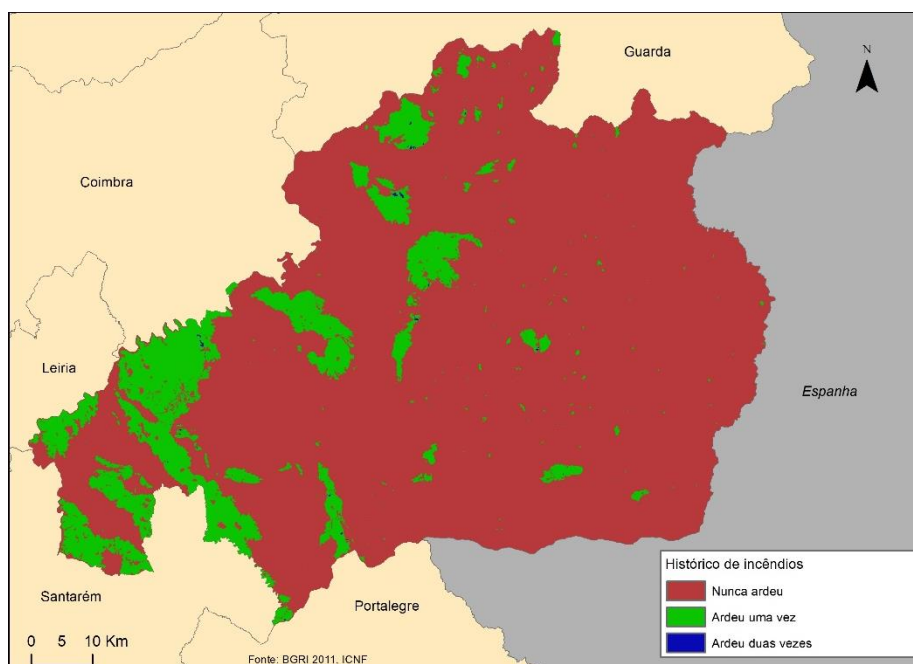 Guarda
N
Coimbra
Leiria
Espanha
Santarém
Portalegre
Histórico de incêndios
Nunca ardeu
Ardeu uma vez
Ardeu duas vezes
0 5 10 Km
Fonte: BGRI 2011, ICNF